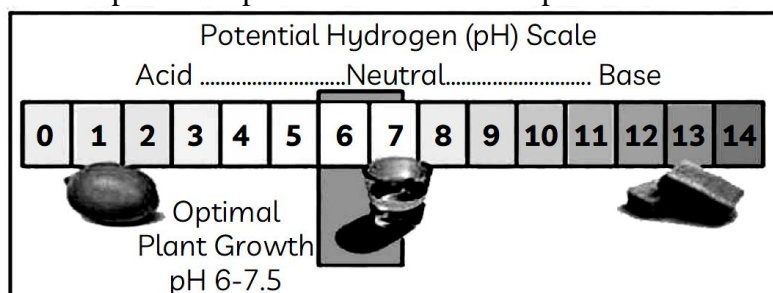 Potential Hydrogen (pH) Scale
Acid ..............................Neutral.............................. Base
0 1 2 3 4 5 6 7 8 9 10 11 12 13 14
Optimal
Plant Growth
pH 6-7.5